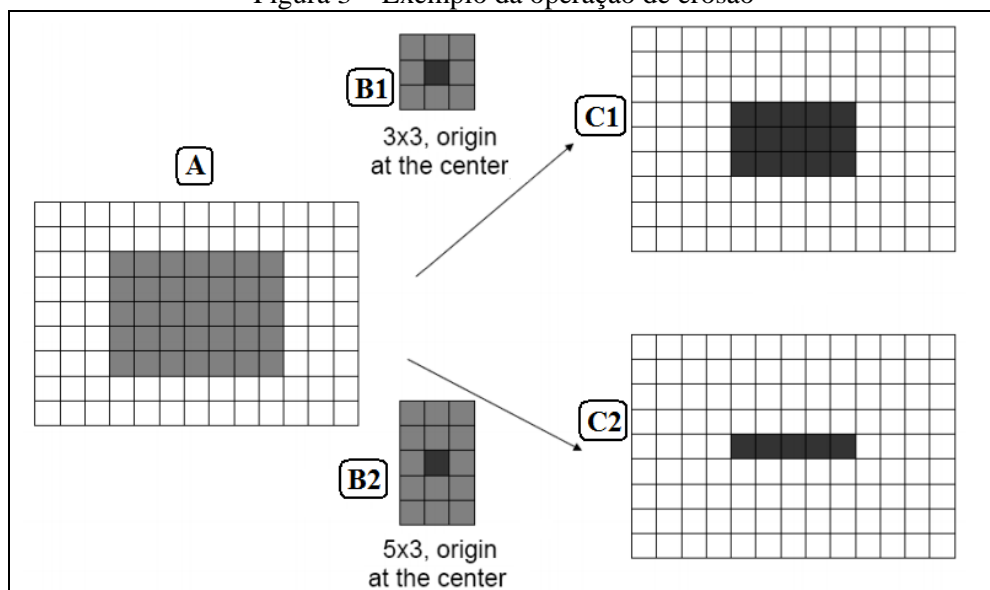 Figura 3 – Exemplo da operação de erosão
B1
3x3, origin
at the center
C1
A
C2
B2
5x3, origin
at the center